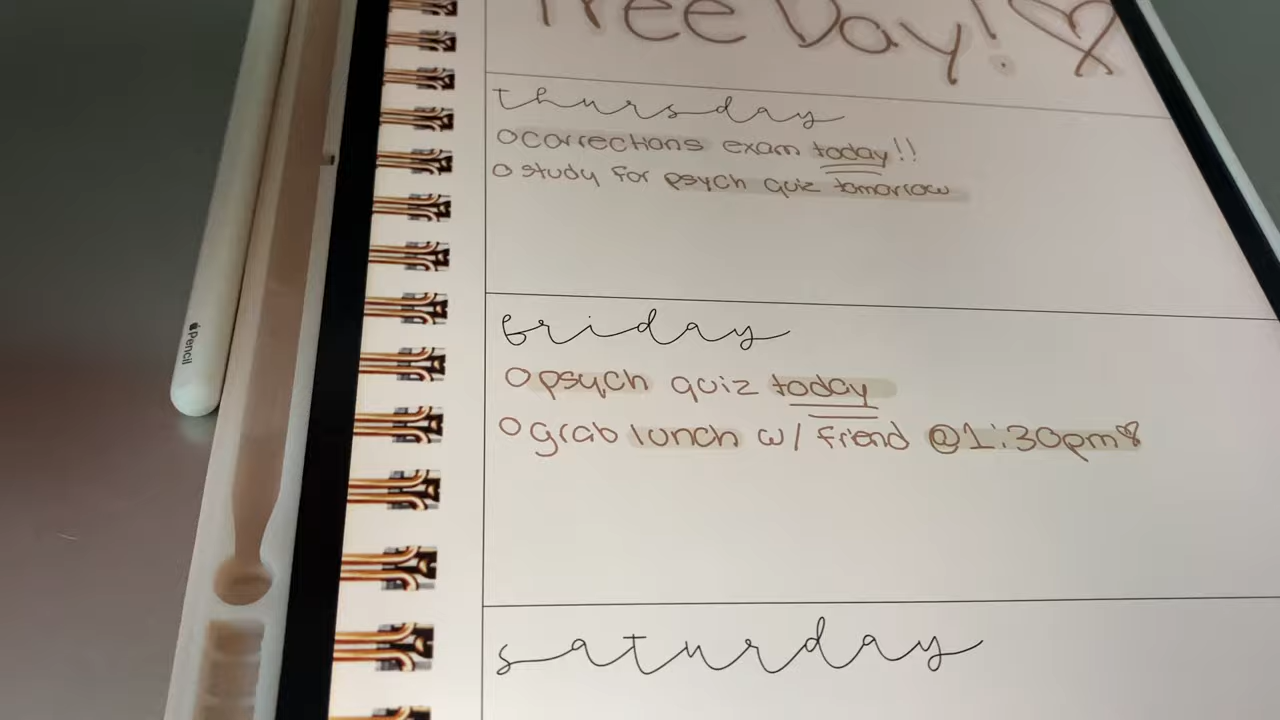 Free Day!
thursday
corrections exam today!!
study for psych quiz tomorrow
friday
psych quiz today
grab lunch w/ friend @1:30pm
saturday
Pencil